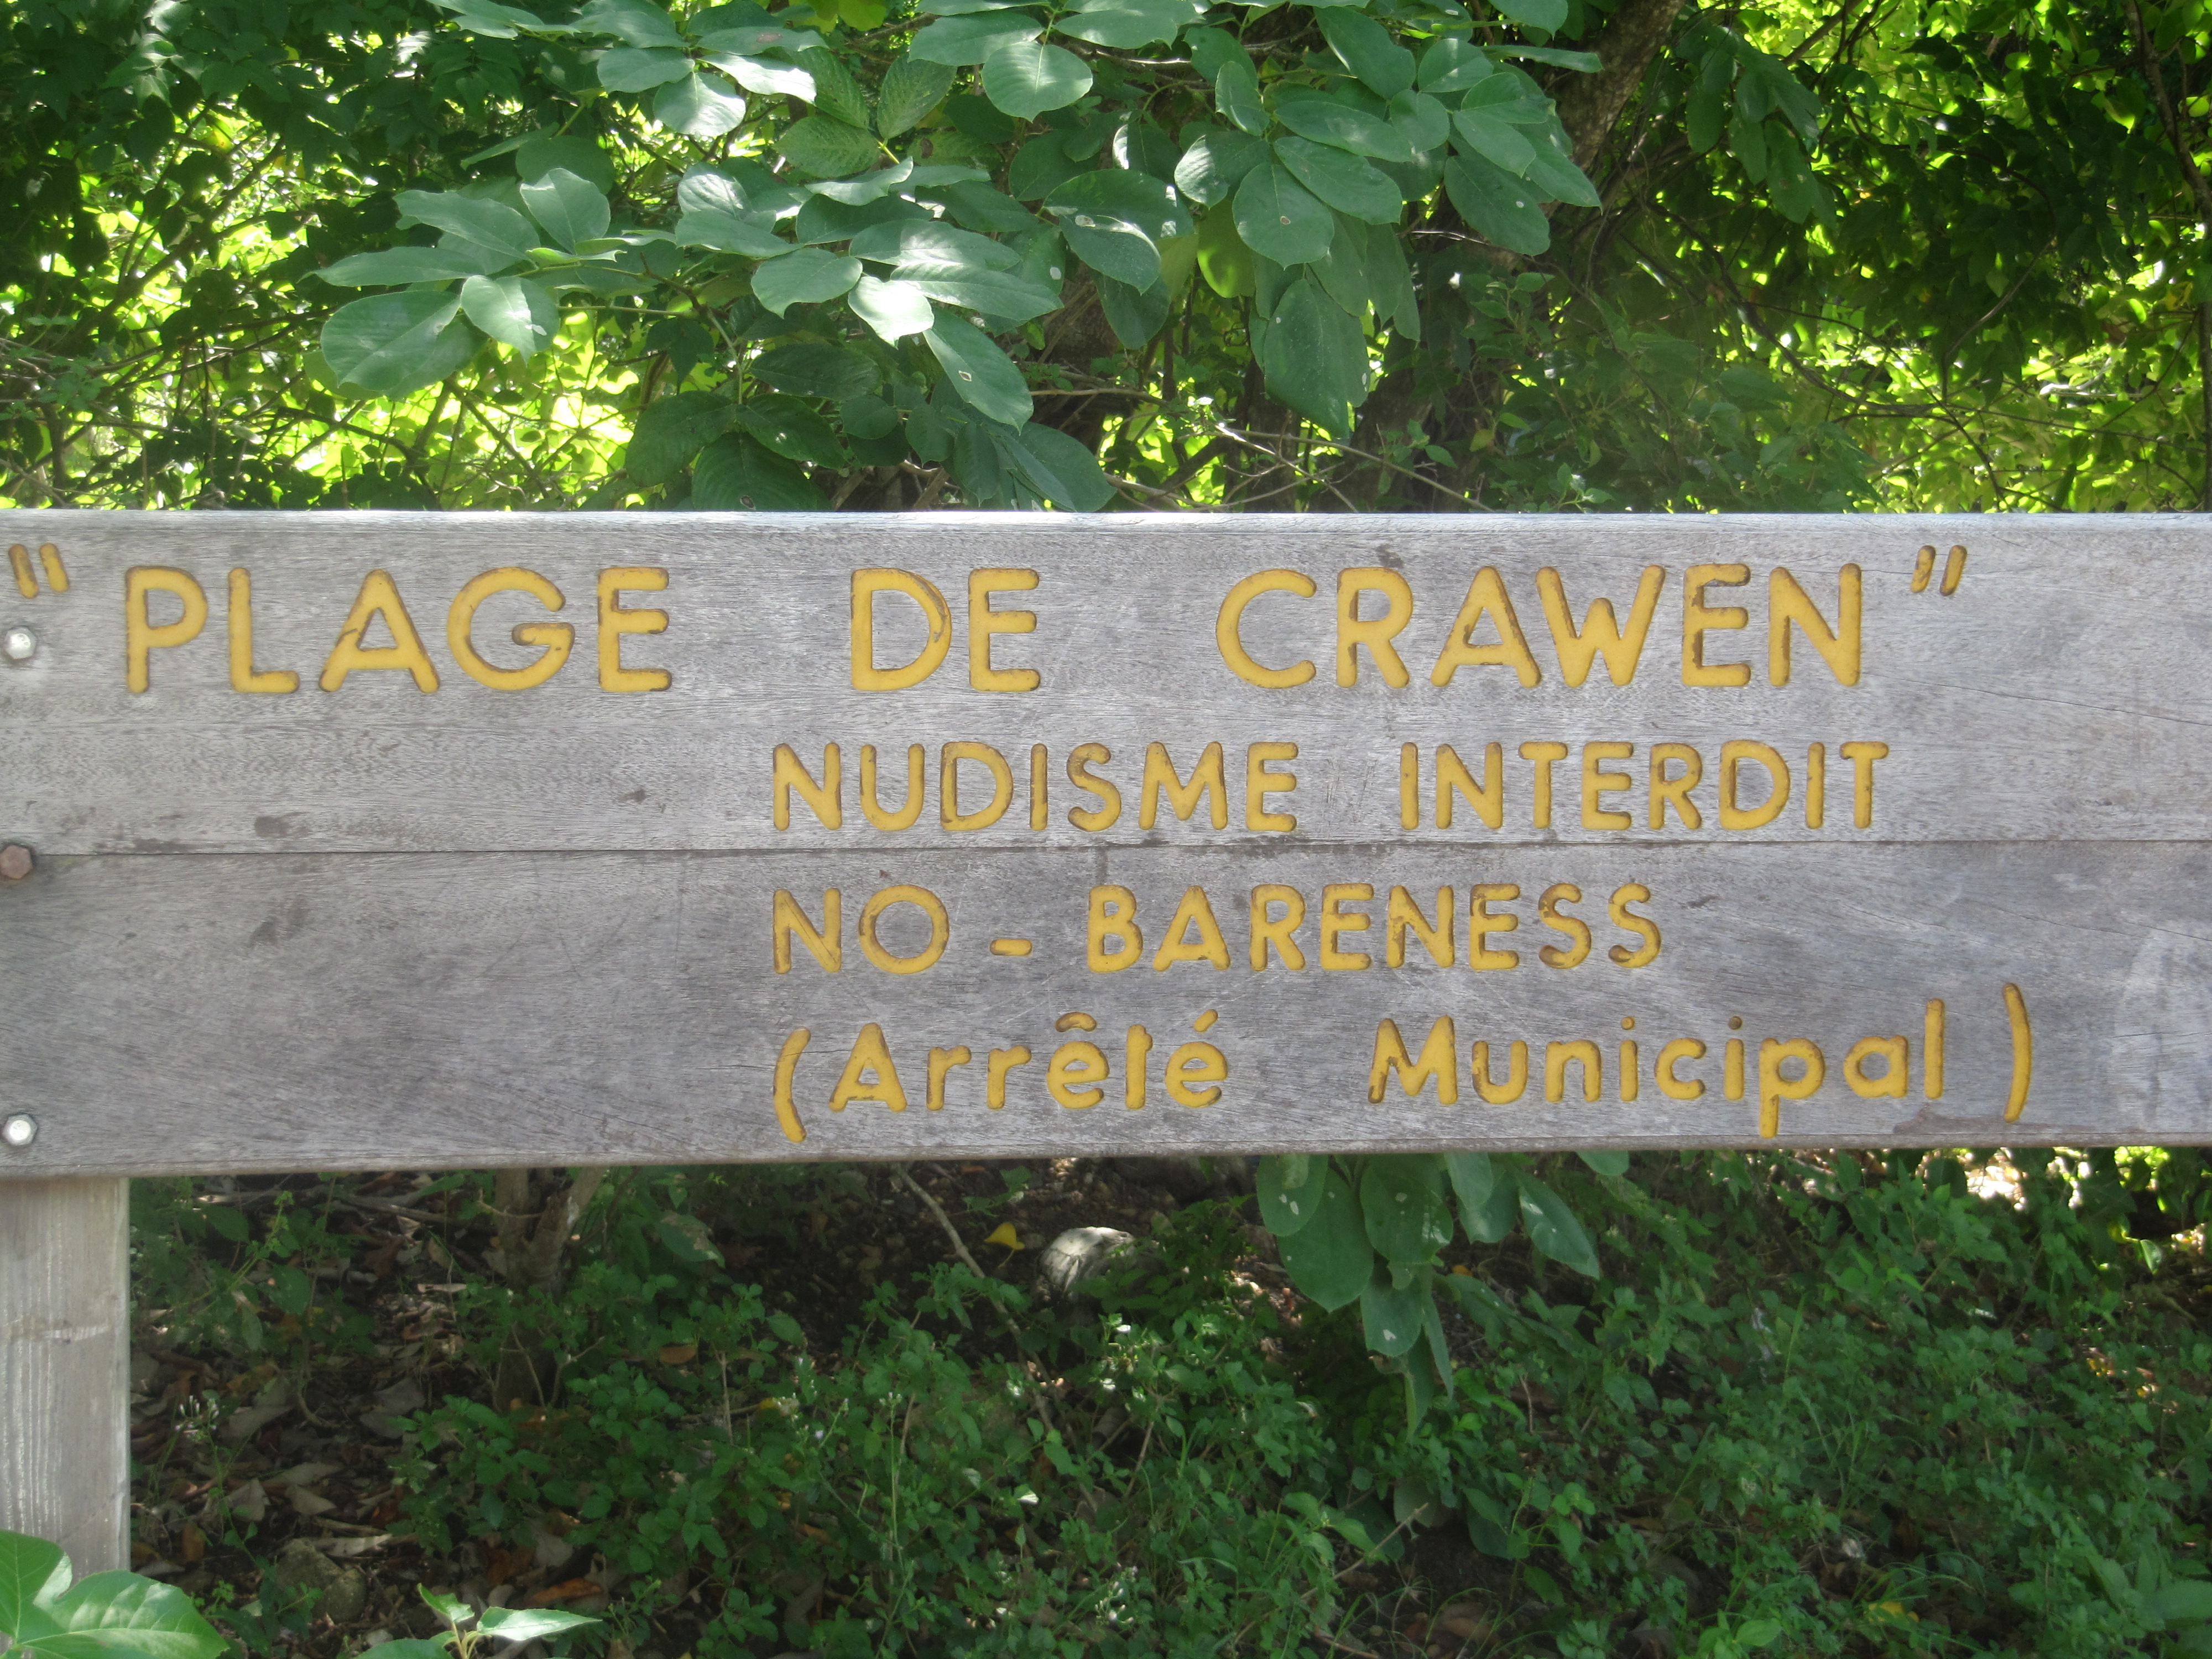 "PLAGE DE CRAWEN"
NUDISME INTERDIT
NO - BARENESS
(Arrêté Municipal)